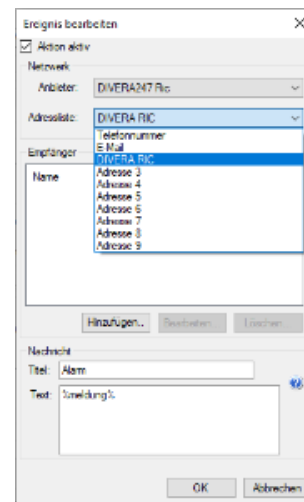 Ereignis bearbeiten
Aktion aktiv
Netzwerk
Anbieter: DIVERA247 Ric
Adressliste: DIVERA RIC
Telefonnummer
E-Mail
DIVERA RIC
Adresse 3
Adresse 4
Adresse 5
Adresse 6
Adresse 7
Adresse 8
Adresse 9
Empfänger
Name
Hinzufügen... Bearbeiten... Löschen...
Nachricht
Titel: Alarm
Text: %meldung%
OK Abbrechen